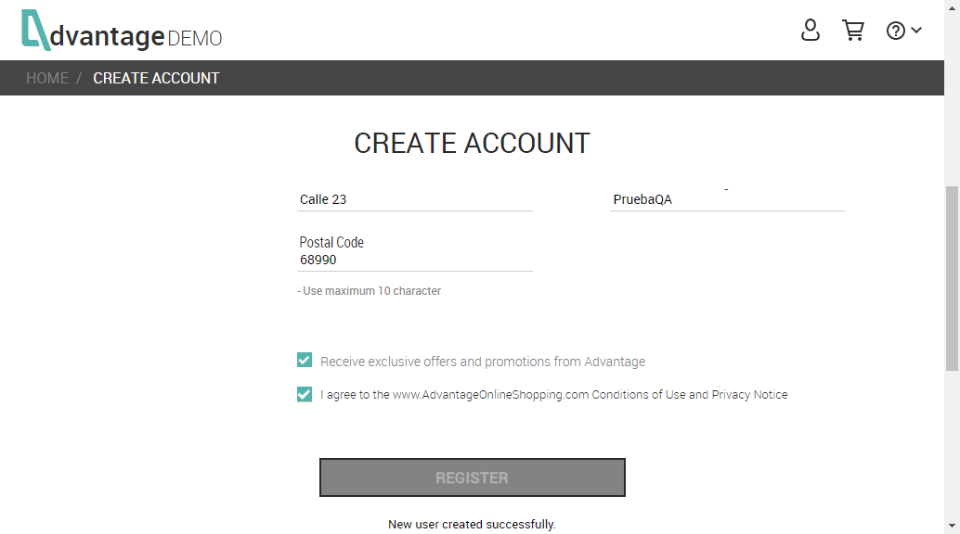 dvantage DEMO
HOME / CREATE ACCOUNT
CREATE ACCOUNT
Calle 23 PruebaQA
Postal Code
68990
- Use maximum 10 character
Receive exclusive offers and promotions from Advantage
I agree to the www.AdvantageOnlineShopping.com Conditions of Use and Privacy Notice
REGISTER
New user created successfully.